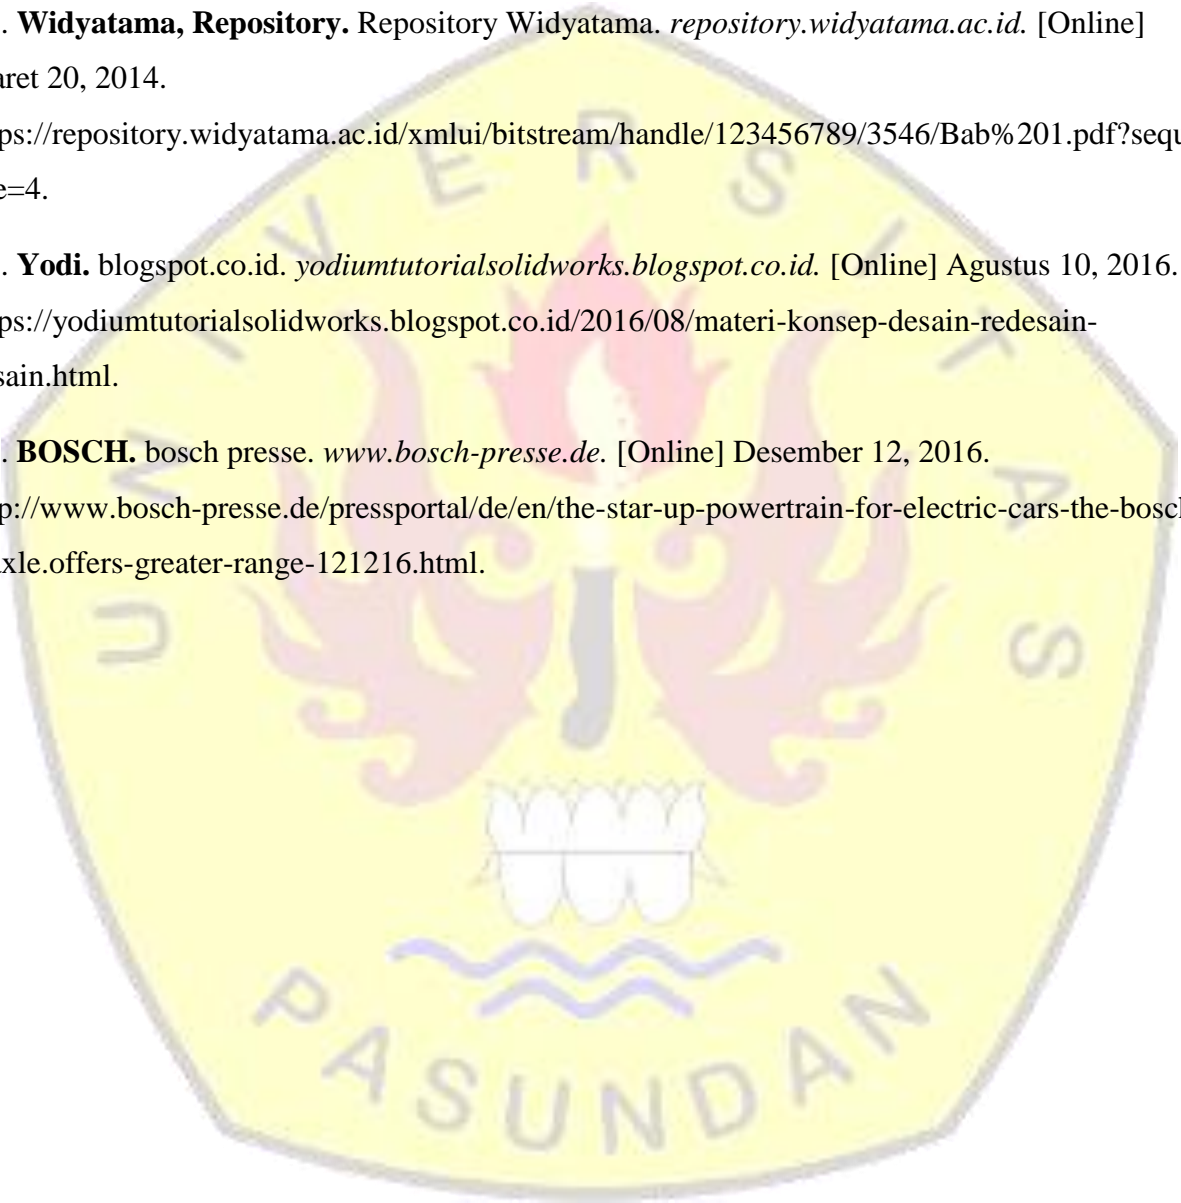 . Widyatama, Repository. Repository Widyatama. repository.widyatama.ac.id. [Online]
aret 20, 2014.
ps://repository.widyatama.ac.id/xmlui/bitstream/handle/123456789/3546/Bab%201.pdf?sequ
e=4.
. Yodi. blogspot.co.id. yodiumtutorialsolidworks.blogspot.co.id. [Online] Agustus 10, 2016.
ps://yodiumtutorialsolidworks.blogspot.co.id/2016/08/materi-konsep-desain-redesain-
sain.html.
. BOSCH. bosch presse. www.bosch-presse.de. [Online] Desember 12, 2016.
p://www.bosch-presse.de/pressportal/de/en/the-star-up-powertrain-for-electric-cars-the-bosch
axle.offers-greater-range-121216.html.
UNIVERSITAS
PASUNDAN